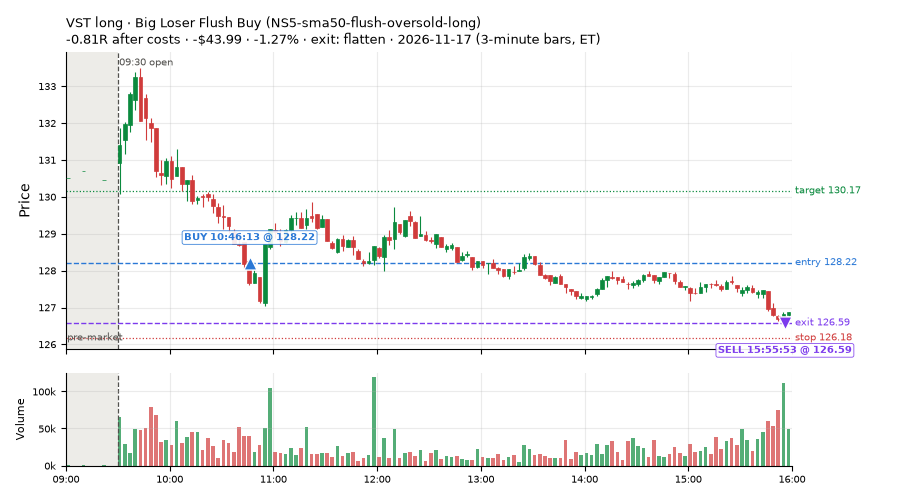 VST long · Big Loser Flush Buy (NS5-sma50-flush-oversold-long)
-0.81R after costs · -$43.99 · -1.27% · exit: flatten · 2026-11-17 (3-minute bars, ET)
09:30 open
133
132
131
130
129
128
127
126
Price
target 130.17
BUY 10:46:13 @ 128.22
entry 128.22
exit 126.59
pre-market
stop 126.18
SELL 15:55:53 @ 126.59
100k
50k
0k
Volume
09:00
10:00
11:00
12:00
13:00
14:00
15:00
16:00